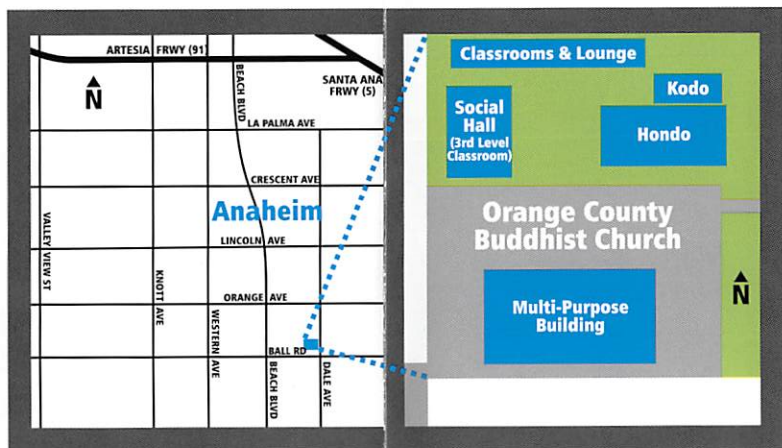 ARTESIA FRWY (91)
N
BEACH BLVD
SANTA ANA
FRWY (5)
LA PALMA AVE
CRESCENT AVE
Anaheim
VALLEY VIEW ST
LINCOLN AVE
KNOTT AVE
ORANGE AVE
WESTERN AVE
BALL RD
BEACH BLVD
DALE AVE
Classrooms & Lounge
Kodo
Social
Hall
(3rd Level
Classroom)
Hondo
Orange County
Buddhist Church
N
Multi-Purpose
Building